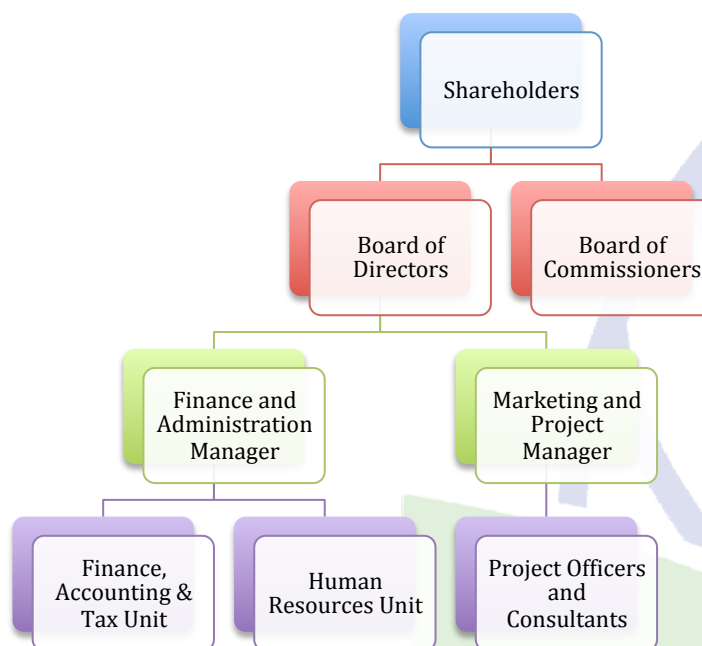 Shareholders
Board of
Directors
Board of
Commissioners
Finance and
Administration
Manager
Marketing and
Project
Manager
Finance,
Accounting &
Tax Unit
Human
Resources Unit
Project Officers
and
Consultants